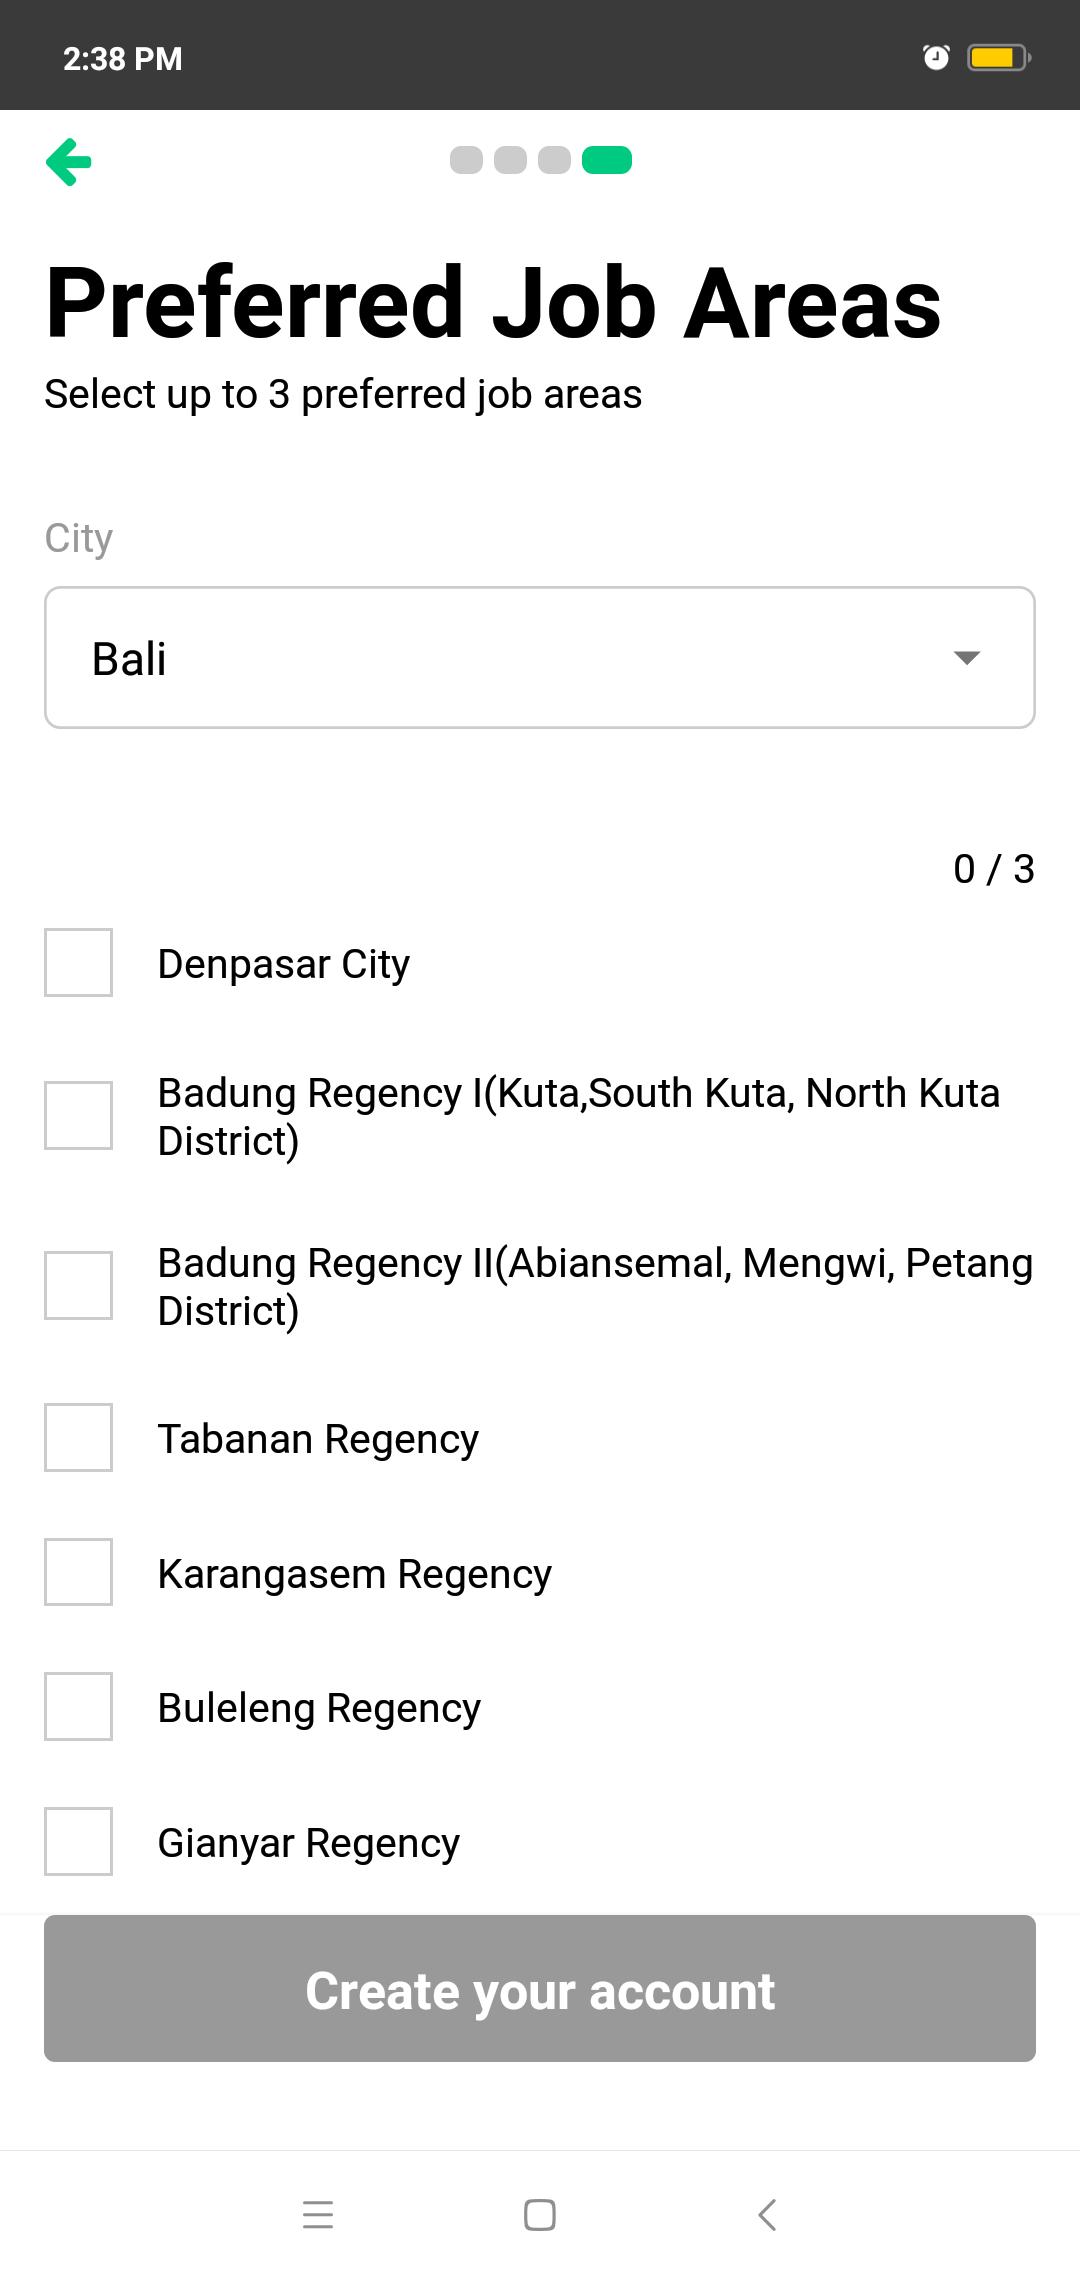 2:38 PM
Preferred Job Areas
Select up to 3 preferred job areas
City
Bali
0 / 3
Denpasar City
Badung Regency I(Kuta,South Kuta, North Kuta
District)
Badung Regency II(Abiansemal, Mengwi, Petang
District)
Tabanan Regency
Karangasem Regency
Buleleng Regency
Gianyar Regency
Create your account